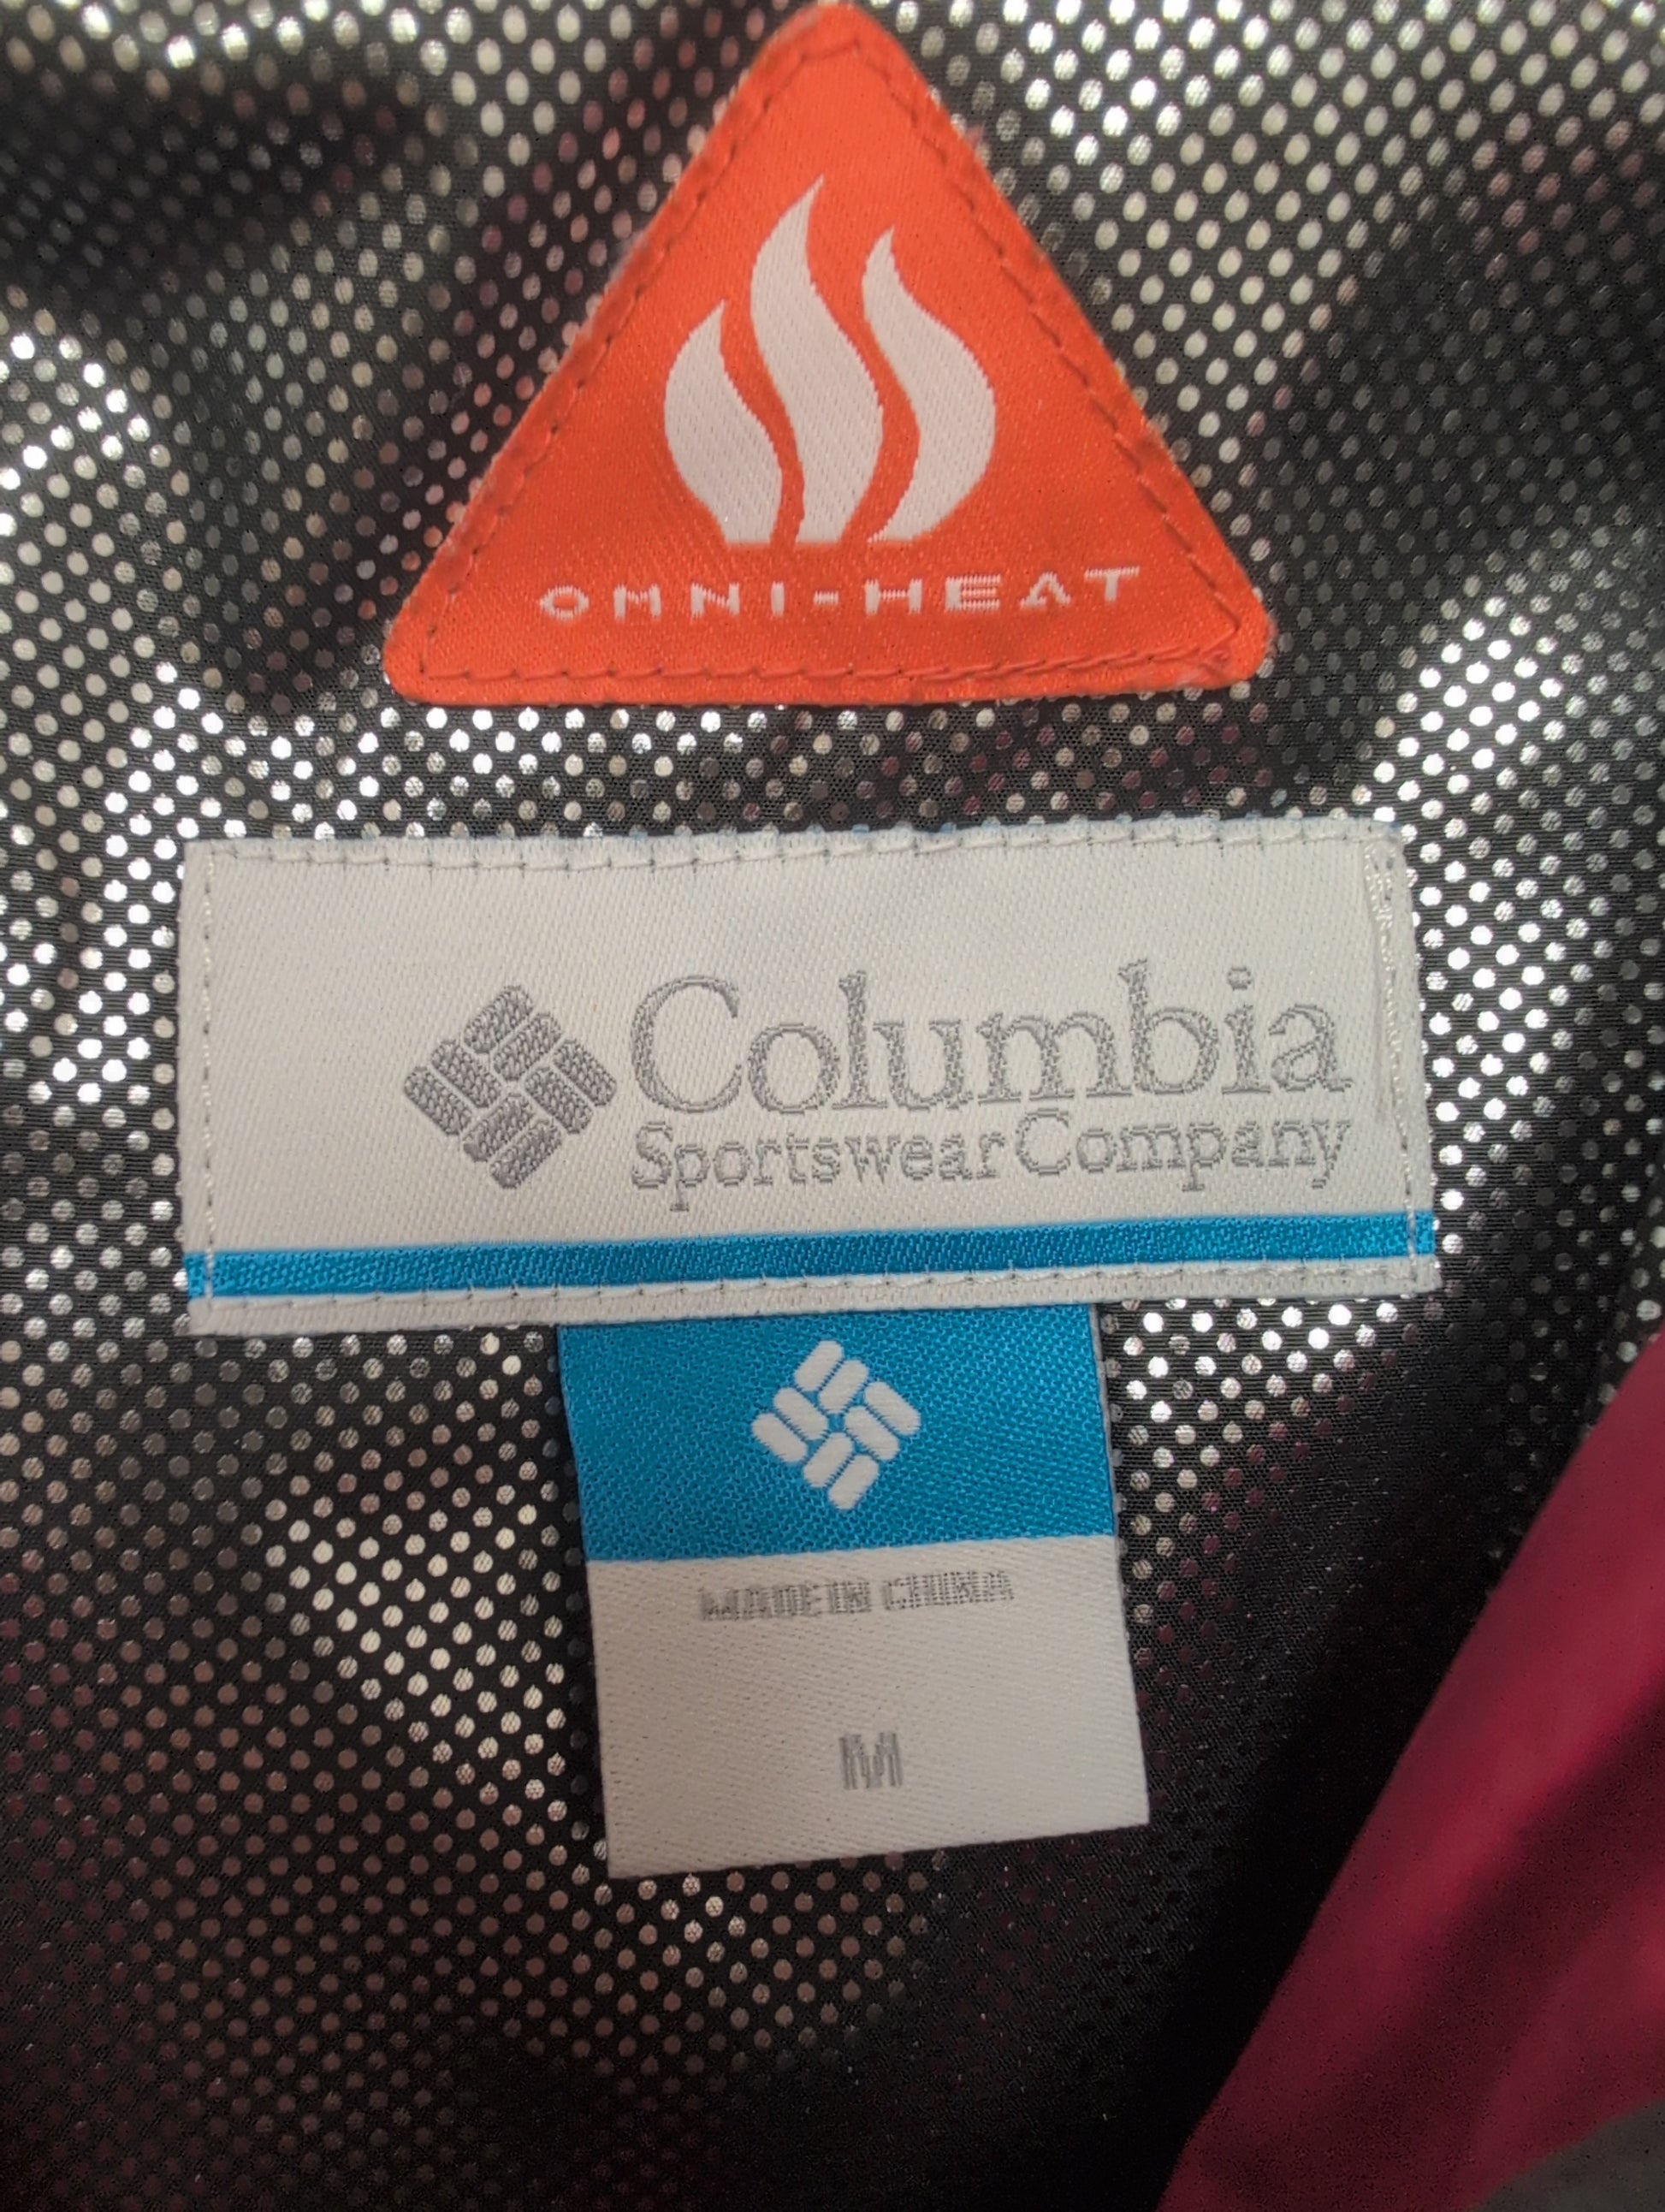 OMNI-HEAT
Columbia
Sportswear Company
MADE IN CHINA
M